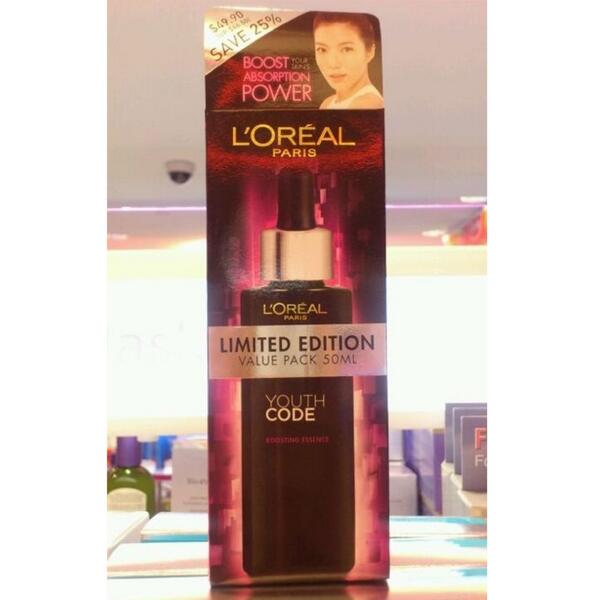 $49.90
SAVE 25%
BOOST YOUR SKIN'S
ABSORPTION
POWER
L'ORÉAL
PARIS
L'ORÉAL
PARIS
LIMITED EDITION
VALUE PACK 50ML
YOUTH
CODE
BOOSTING ESSENCE